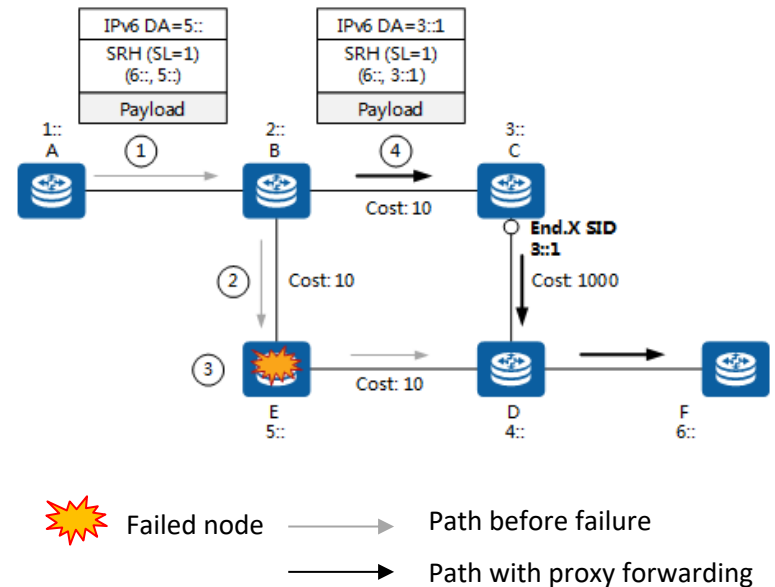 IPv6 DA=5::
SRH (SL=1)
(6::, 5::)
Payload
IPv6 DA=3::1
SRH (SL=1)
(6::, 3::1)
Payload
1::
A
1
2::
B
4
3::
C
Cost: 10
End.X SID
3::1
2
Cost: 10
Cost: 1000
3
Cost: 10
E
5::
D
4::
F
6::
Failed node
Path before failure
Path with proxy forwarding